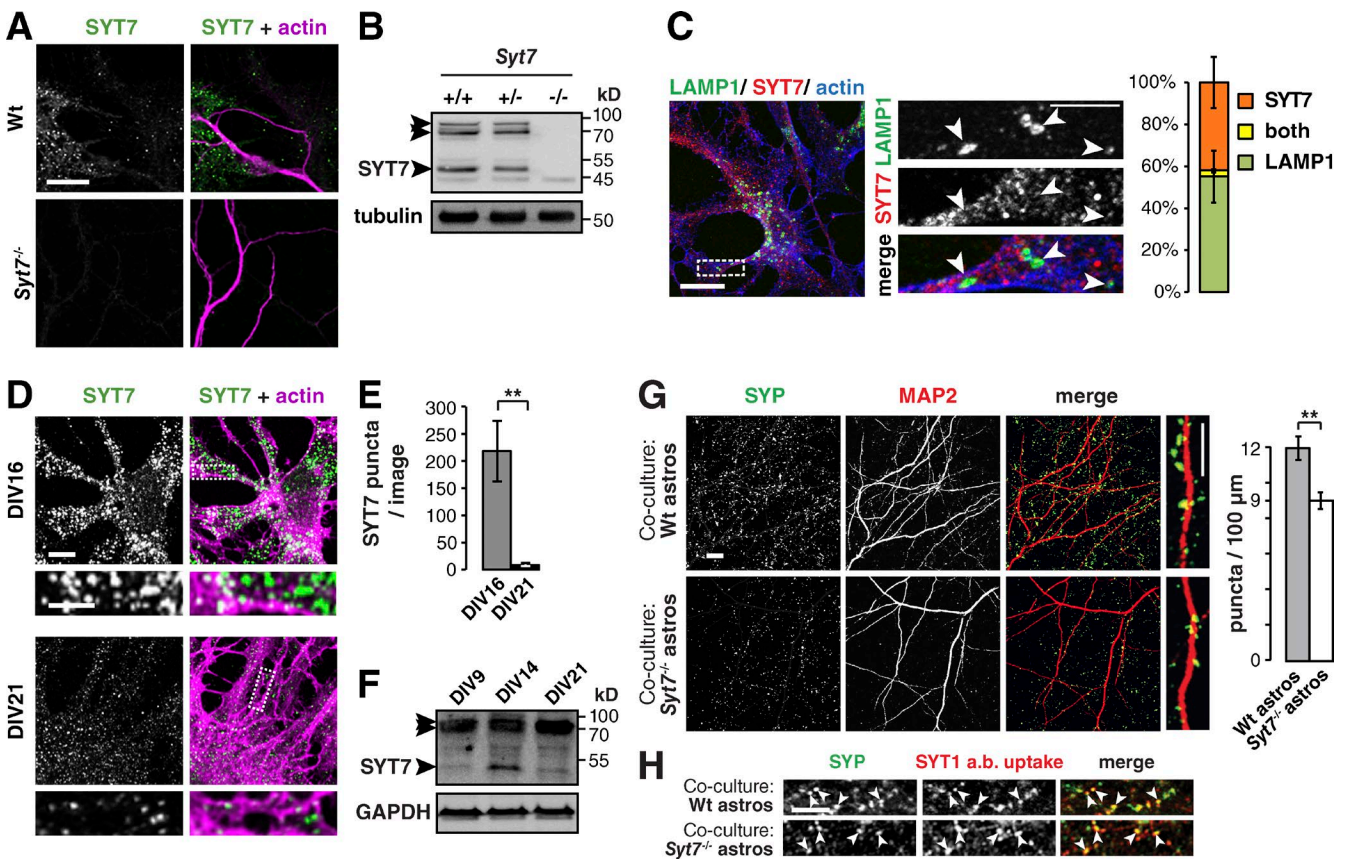 A
SYT7
SYT7 + actin
Wt
Syt7-/-
B
Syt7
+/+ +/- -/-
kD
100
70
55
45
SYT7
tubulin
50
C
LAMP1/ SYT7/ actin
LAMP1
SYT7
merge
100%
80%
60%
40%
20%
0%
SYT7
both
LAMP1
D
SYT7
SYT7 + actin
DIV16
DIV21
E
SYT7 puncta
/ image
300
250
200
150
100
50
0
**
DIV16
DIV21
F
DIV9
DIV14
DIV21
kD
100
70
55
SYT7
GAPDH
G
SYP
MAP2
merge
Co-culture:
Wt astros
Co-culture:
Syt7-/- astros
puncta / 100 µm
12
9
0
**
Wt astros
Syt7-/- astros
H
SYP
SYT1 a.b. uptake
merge
Co-culture:
Wt astros
Co-culture:
Syt7-/- astros